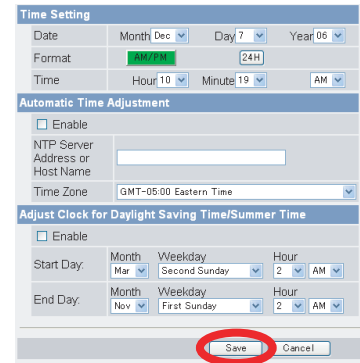 Time Setting
Date Month Dec Day 7 Year 06
Format AM/PM 24H
Time Hour 10 Minute 19 AM
Automatic Time Adjustment
Enable
NTP Server
Address or
Host Name
Time Zone GMT-05:00 Eastern Time
Adjust Clock for Daylight Saving Time/Summer Time
Enable
Month Weekday Hour
Start Day: Mar Second Sunday 2 AM
Month Weekday Hour
End Day: Nov First Sunday 2 AM
Save Cancel